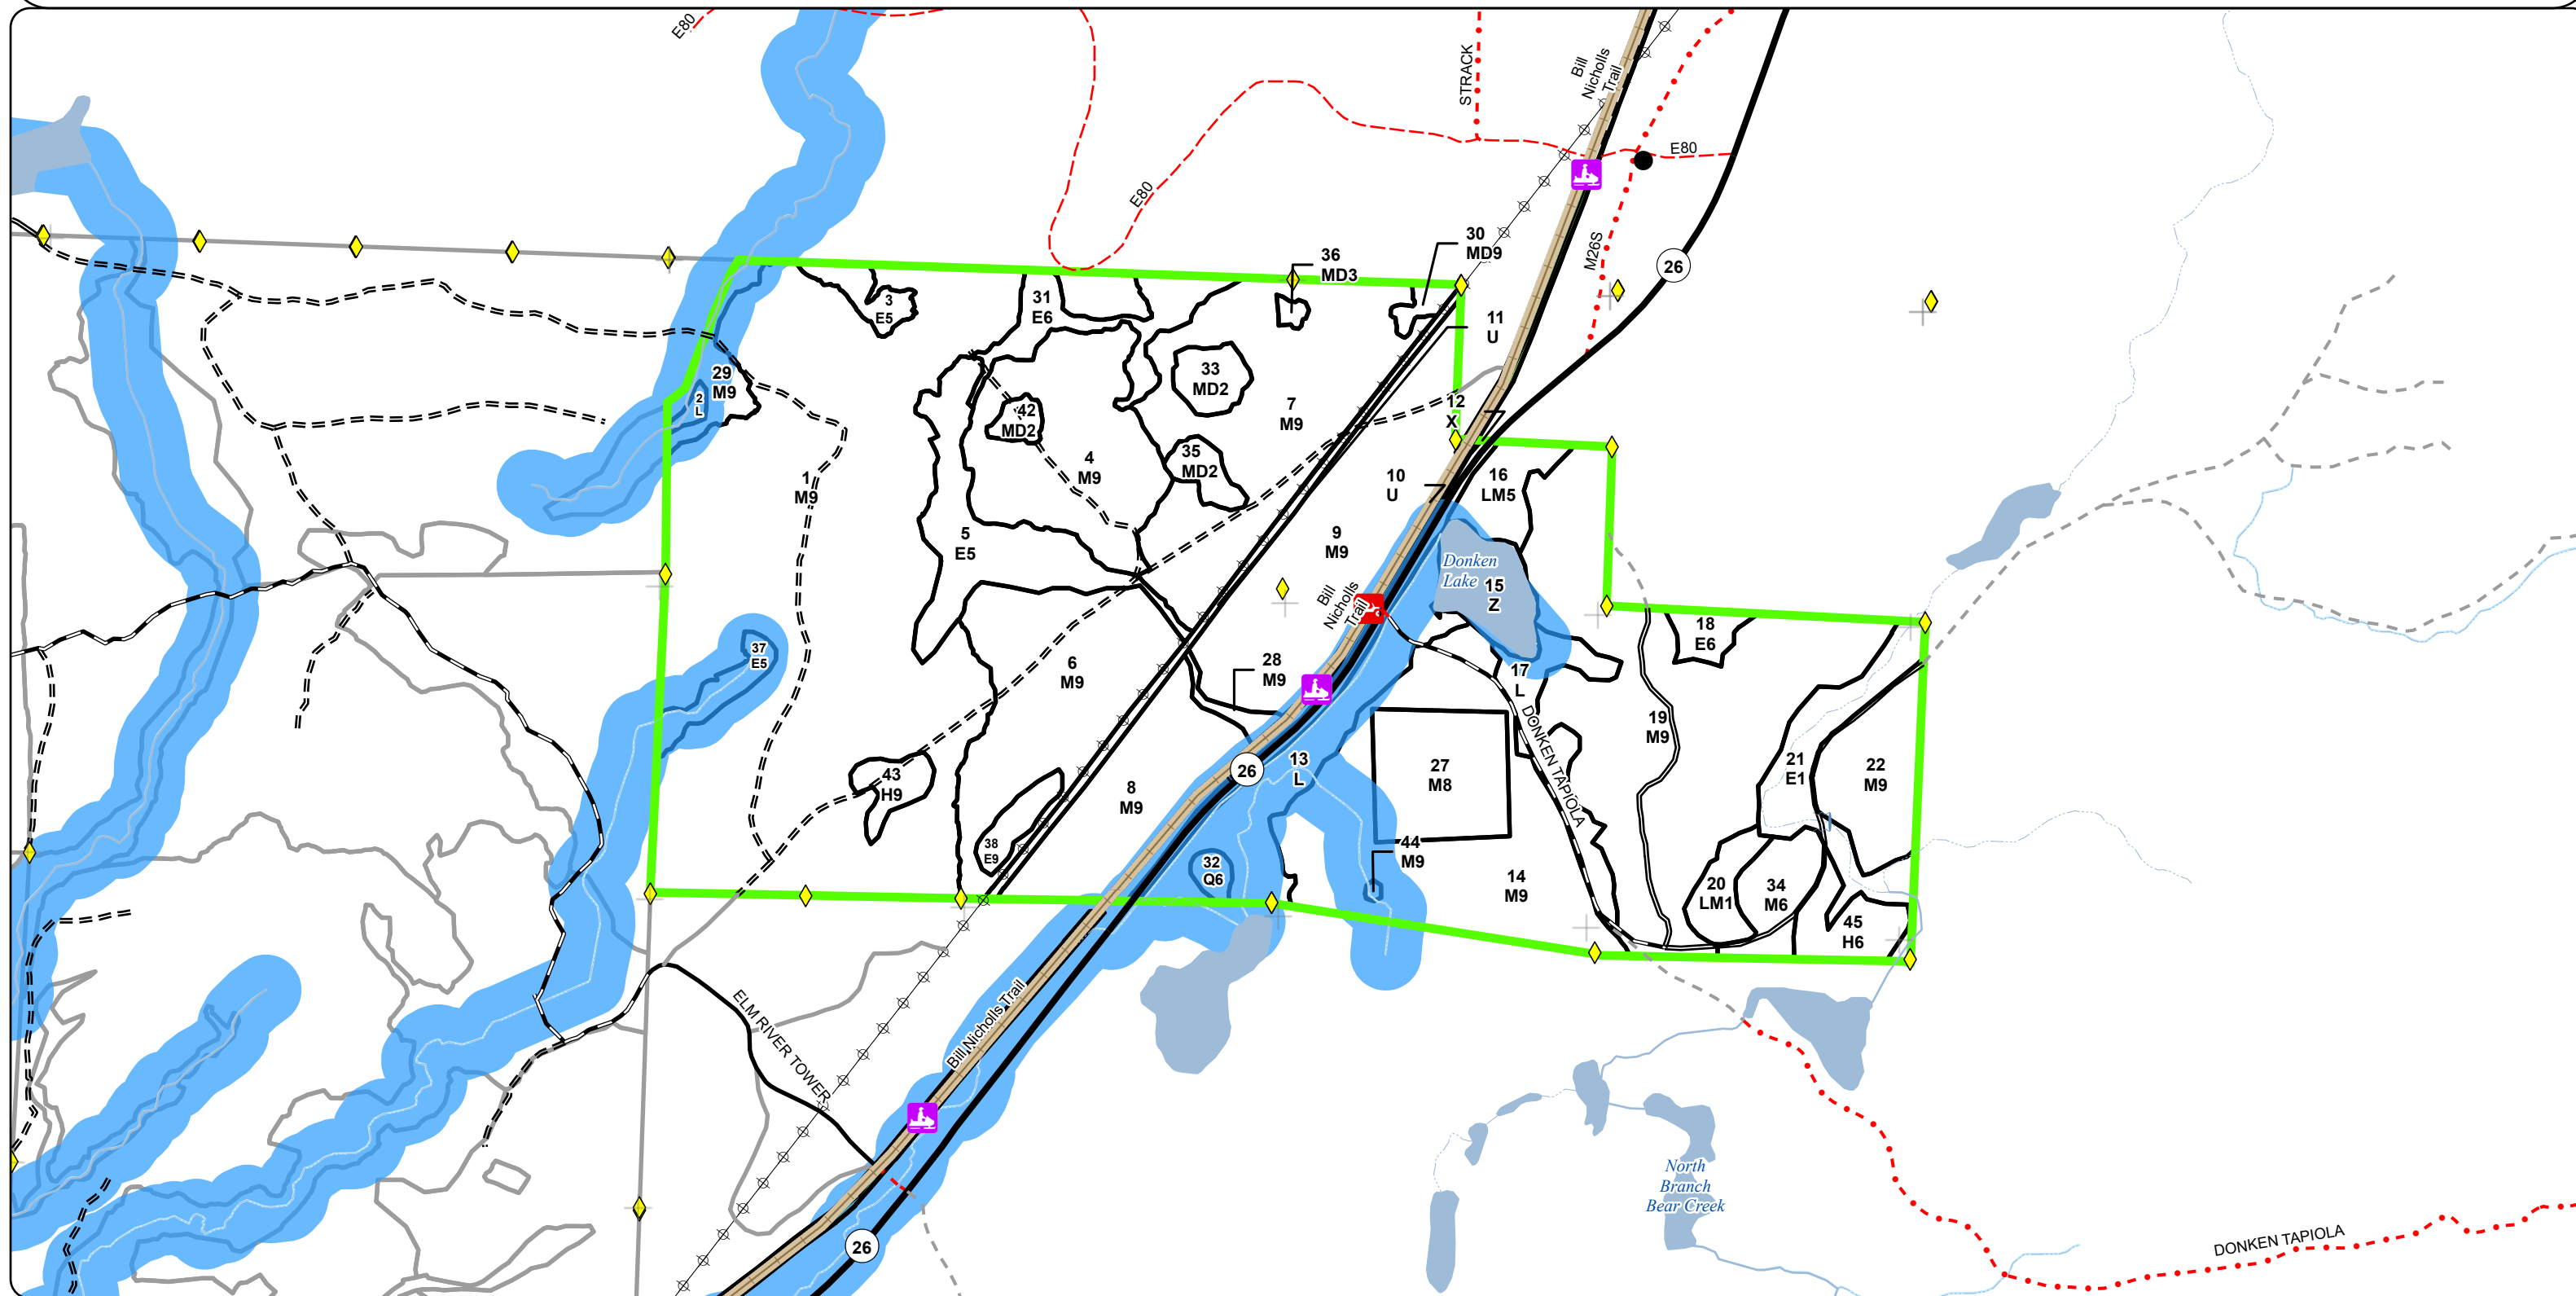 E80
STRACK
Bill
Nicholls
Trail
E80
E80
M26S
26
30
MD9
36
MD3
3
E5
31
E6
11
U
29
M9
2
L
33
MD2
7
M9
12
X
42
MD2
4
M9
35
MD2
1
M9
10
U
16
LM5
5
E5
9
M9
Donken
Lake
15
Z
Bill
Nicholls
Trail
37
E5
6
M9
28
M9
17
L
18
E6
19
M9
DONKEN TAPIOLA
43
H9
8
M9
26
13
L
27
M8
21
E1
22
M9
38
E9
32
Q6
44
M9
14
M9
20
LM1
34
M6
45
H6
ELM RIVER TOWER
Bill Nicholls Trail
North
Branch
Bear Creek
26
DONKEN TAPIOLA